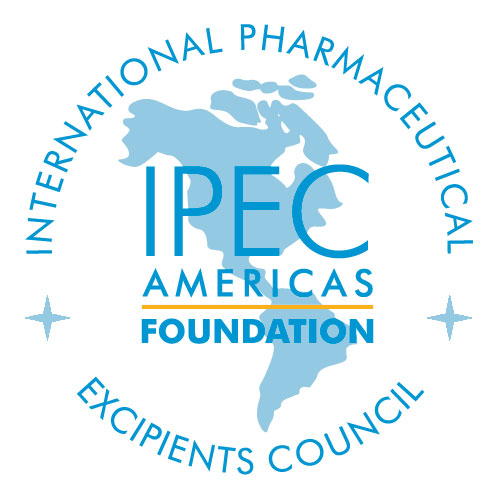 INTERNATIONAL PHARMACEUTICAL
IPEC
AMERICAS
FOUNDATION
EXCIPIENTS COUNCIL